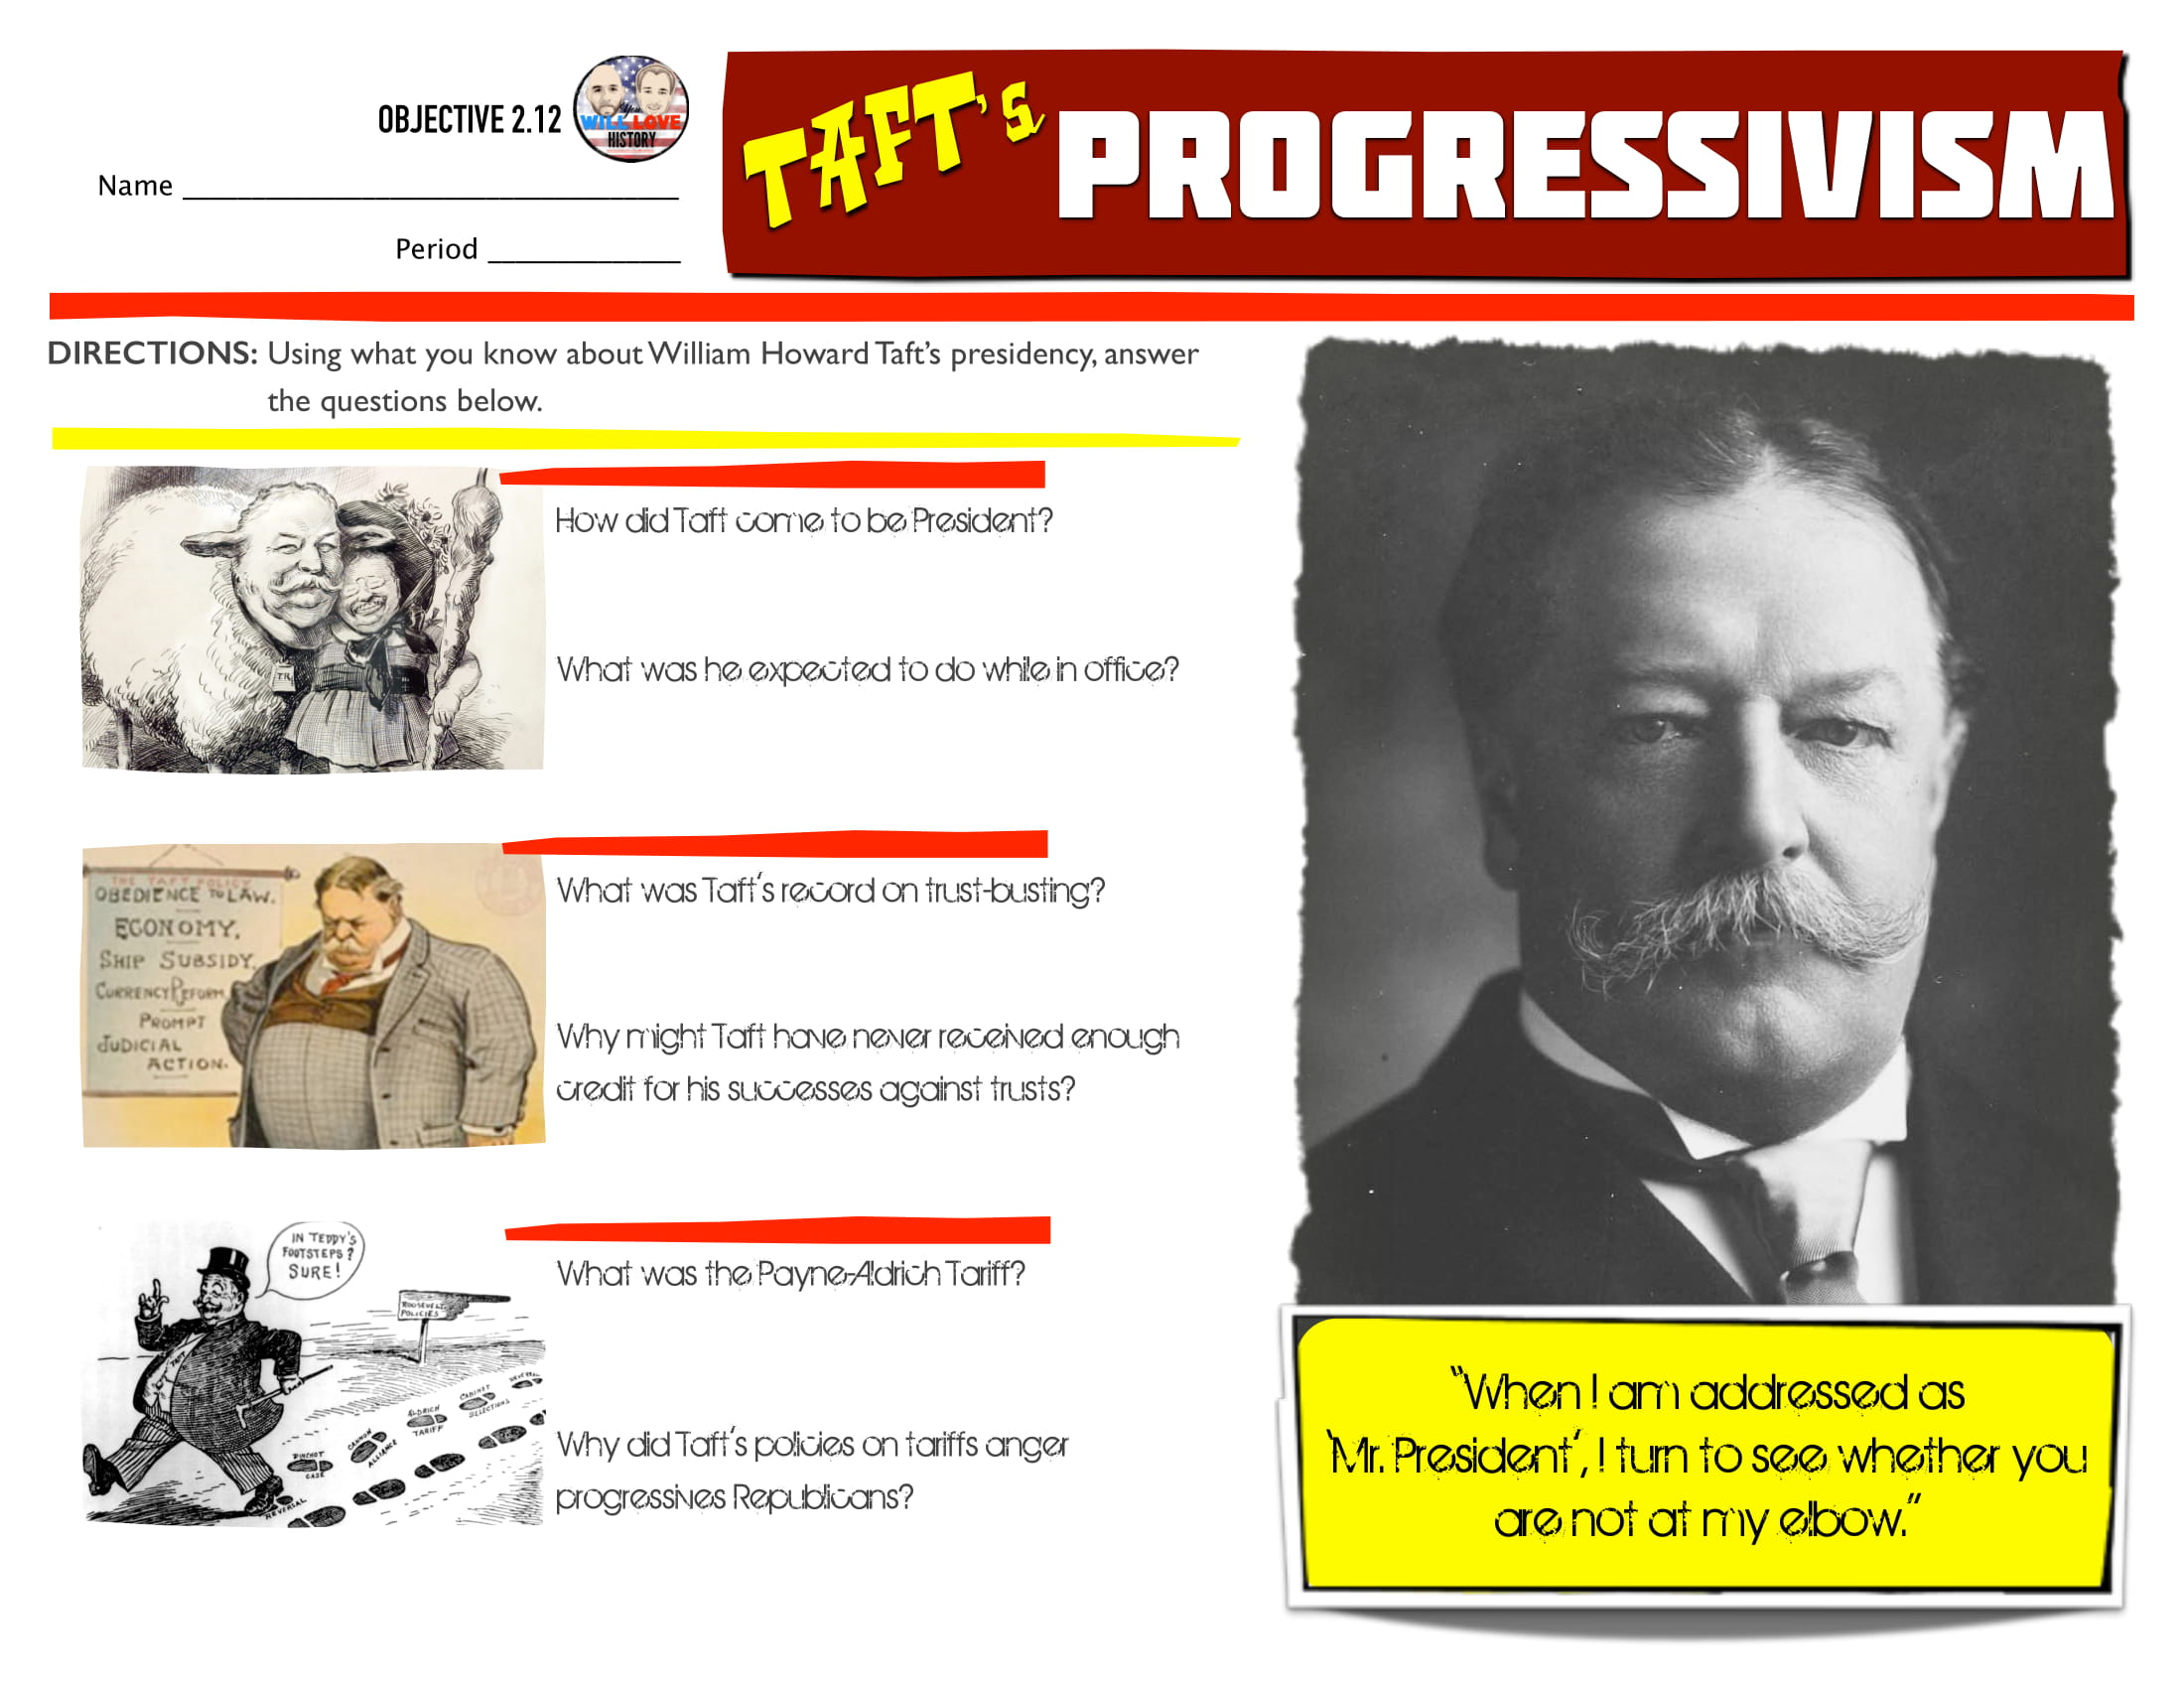 OBJECTIVE 2.12
WILL LOVE
HISTORY
Name
Period
TAFT's PROGRESSIVISM
DIRECTIONS: Using what you know about William Howard Taft's presidency, answer
the questions below.
TR
How did Taft come to be President?
What was he expected to do while in office?
THE TAFT POLICY
OBEDIENCE TO LAW.
ECONOMY,
SHIP SUBSIDY,
CURRENCY REFORM,
PROMPT
JUDICIAL
ACTION.
What was Taft's record on trust-busting?
Why might Taft have never received enough
credit for his successes against trusts?
IN TEDDY'S
FOOTSTEPS?
SURE!
ROOSEVELT
POLICIES
TAFT
CABINET
SELECTIONS
ALDRICH
TARIFF
CANNON
ALLIANCE
PINCHOT
CASE
REVERSAL
What was the Payne-Aldrich Tariff?
Why did Taft's policies on tariffs anger
progressives Republicans?
"When I am addressed as
'Mr. President', I turn to see whether you
are not at my elbow."